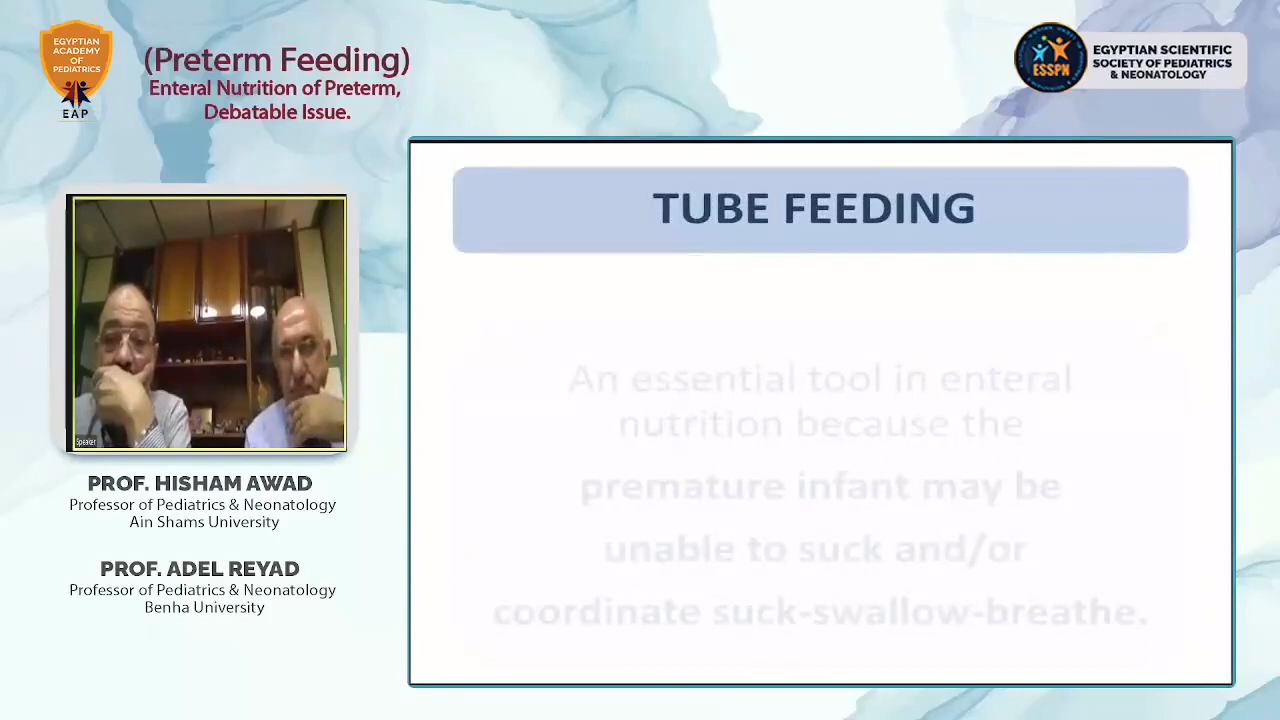 EGYPTIAN
ACADEMY
OF
PEDIATRICS
EAP
(Preterm Feeding)
Enteral Nutrition of Preterm,
Debatable Issue.
ESSPN
EGYPTIAN SCIENTIFIC
SOCIETY OF PEDIATRICS
& NEONATOLOGY
Speaker
PROF. HISHAM AWAD
Professor of Pediatrics & Neonatology
Ain Shams University
PROF. ADEL REYAD
Professor of Pediatrics & Neonatology
Benha University
TUBE FEEDING
An essential tool in enteral
nutrition because the
premature infant may be
unable to suck and/or
coordinate suck-swallow-breathe.